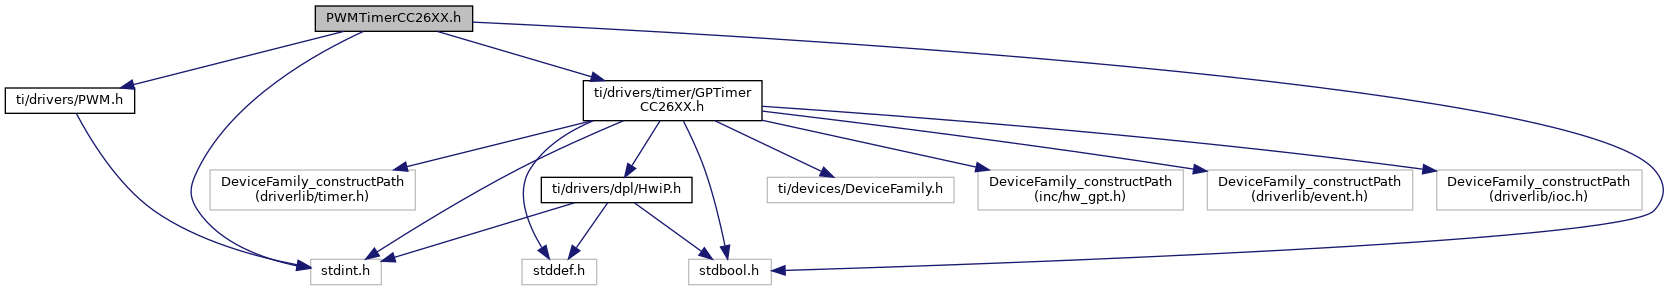 PWMTimerCC26XX.h
ti/drivers/PWM.h
ti/drivers/timer/GPTimer
CC26XX.h
DeviceFamily_constructPath
(driverlib/timer.h)
ti/drivers/dpl/HwiP.h
ti/devices/DeviceFamily.h
DeviceFamily_constructPath
(inc/hw_gpt.h)
DeviceFamily_constructPath
(driverlib/event.h)
DeviceFamily_constructPath
(driverlib/ioc.h)
stdint.h
stddef.h
stdbool.h